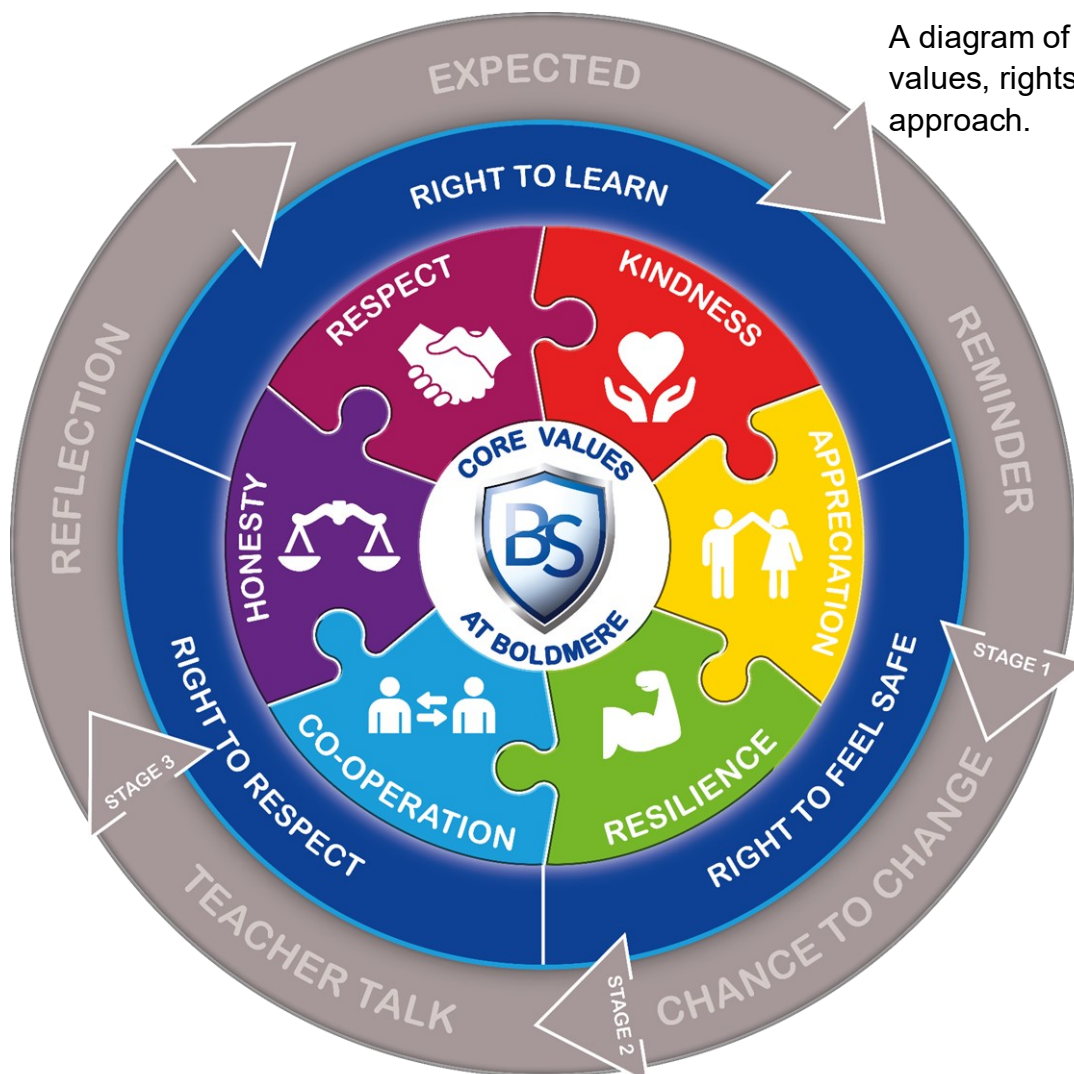 A diagram of
values, rights
approach.
EXPECTED
REMINDER
STAGE 1
CHANCE TO CHANGE
STAGE 2
TEACHER TALK
STAGE 3
REFLECTION
RIGHT TO LEARN
RIGHT TO FEEL SAFE
RIGHT TO RESPECT
RESPECT
KINDNESS
APPRECIATION
RESILIENCE
CO-OPERATION
HONESTY
CORE VALUES
BS
AT BOLDMERE